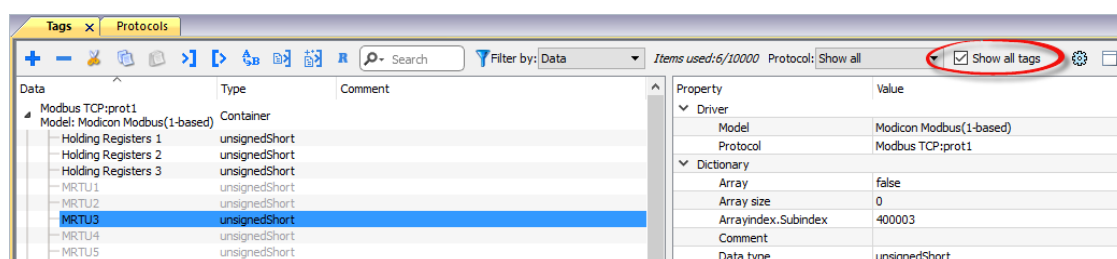 Tags x Protocols
R Search Filter by: Data Items used:6/10000 Protocol: Show all Show all tags
Data Type Comment Property Value
Modbus TCP:prot1
Model: Modicon Modbus(1-based) Container
Driver
Holding Registers 1 unsignedShort Model Modicon Modbus(1-based)
Holding Registers 2 unsignedShort Protocol Modbus TCP:prot1
Holding Registers 3 unsignedShort Dictionary
MRTU1 unsignedShort Array false
MRTU2 unsignedShort Array size 0
MRTU3 unsignedShort Arrayindex.Subindex 400003
MRTU4 unsignedShort Comment
MRTU5 unsignedShort Data type unsignedShort